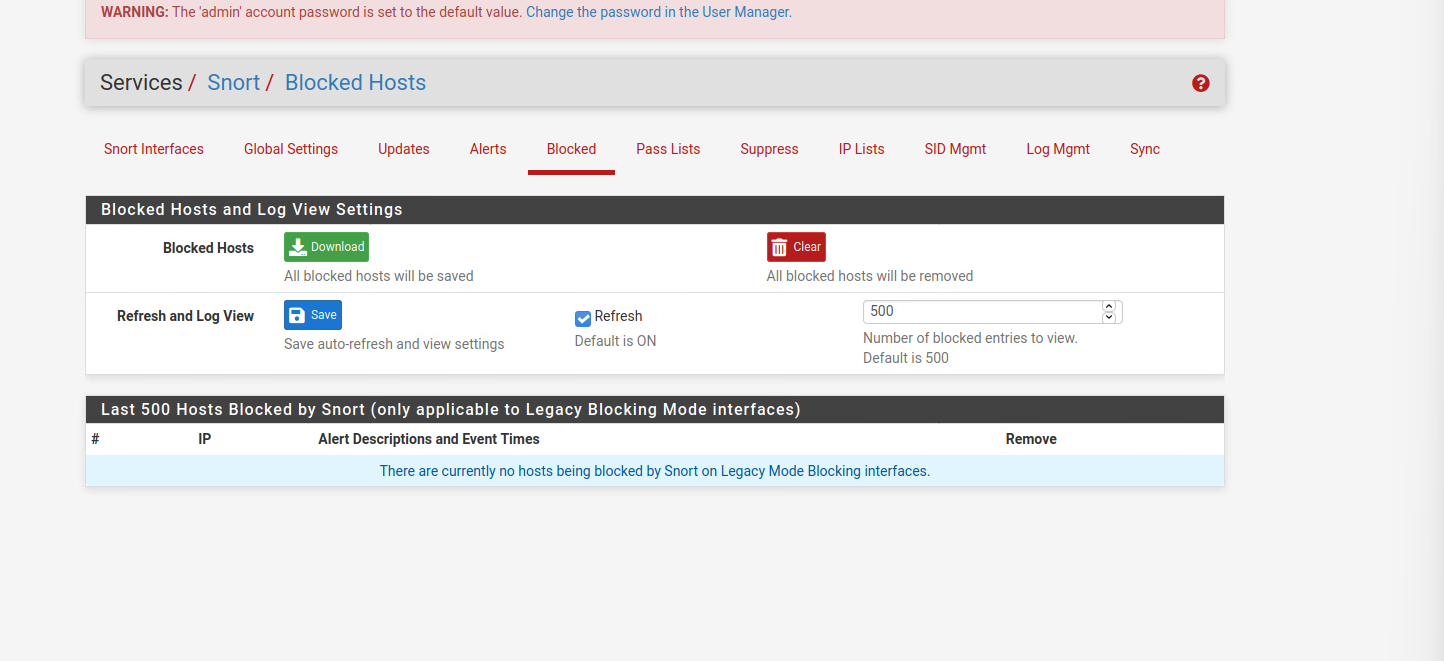 WARNING: The 'admin' account password is set to the default value. Change the password in the User Manager.
Services / Snort / Blocked Hosts
Snort Interfaces Global Settings Updates Alerts Blocked Pass Lists Suppress IP Lists SID Mgmt Log Mgmt Sync
Blocked Hosts and Log View Settings
Blocked Hosts Download Clear
All blocked hosts will be saved All blocked hosts will be removed
Refresh and Log View Save Refresh 500
Save auto-refresh and view settings Default is ON Number of blocked entries to view.
Default is 500
Last 500 Hosts Blocked by Snort (only applicable to Legacy Blocking Mode interfaces)
# IP Alert Descriptions and Event Times Remove
There are currently no hosts being blocked by Snort on Legacy Mode Blocking interfaces.